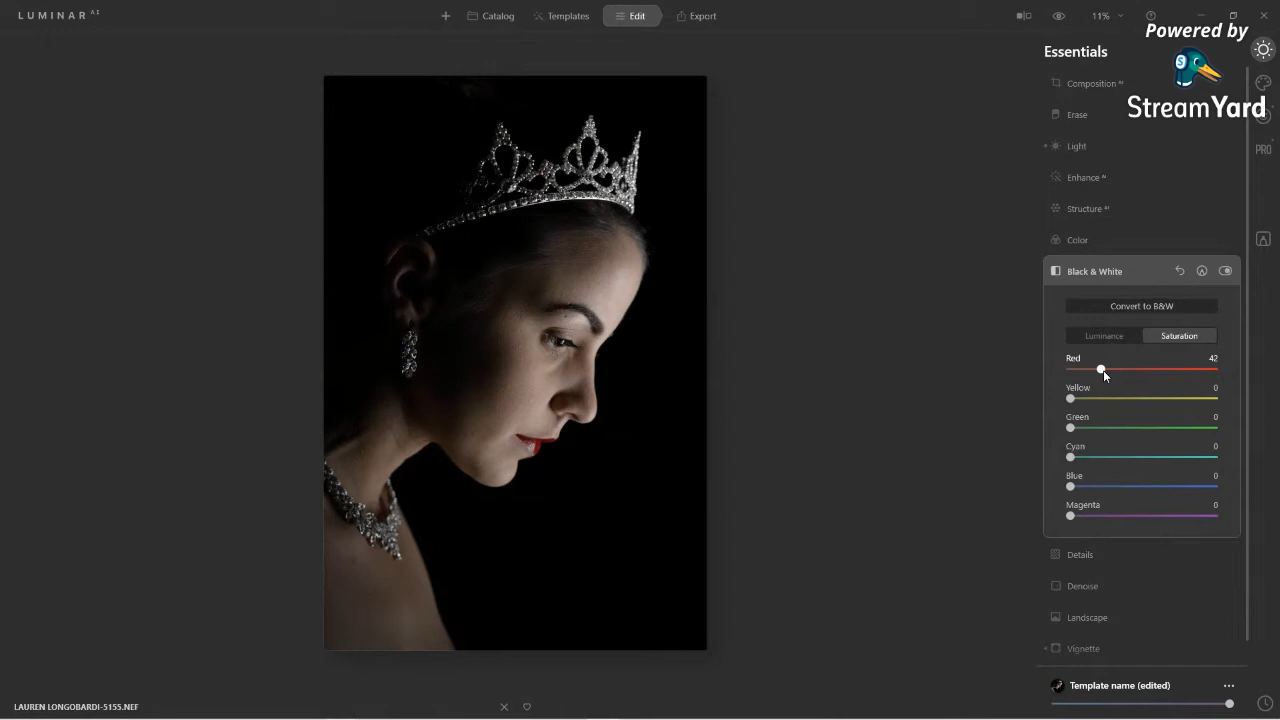 LUMINAR AI
Catalog
Templates
Edit
Export
11%
Powered by
StreamYard
Essentials
Composition AI
Erase
Light
PRO
Enhance AI
Structure AI
Color
Black & White
Convert to B&W
Luminance
Saturation
Red 42
Yellow 0
Green 0
Cyan 0
Blue 0
Magenta 0
Details
Denoise
Landscape
Vignette
Template name (edited)
LAUREN LONGOBARDI-5155.NEF